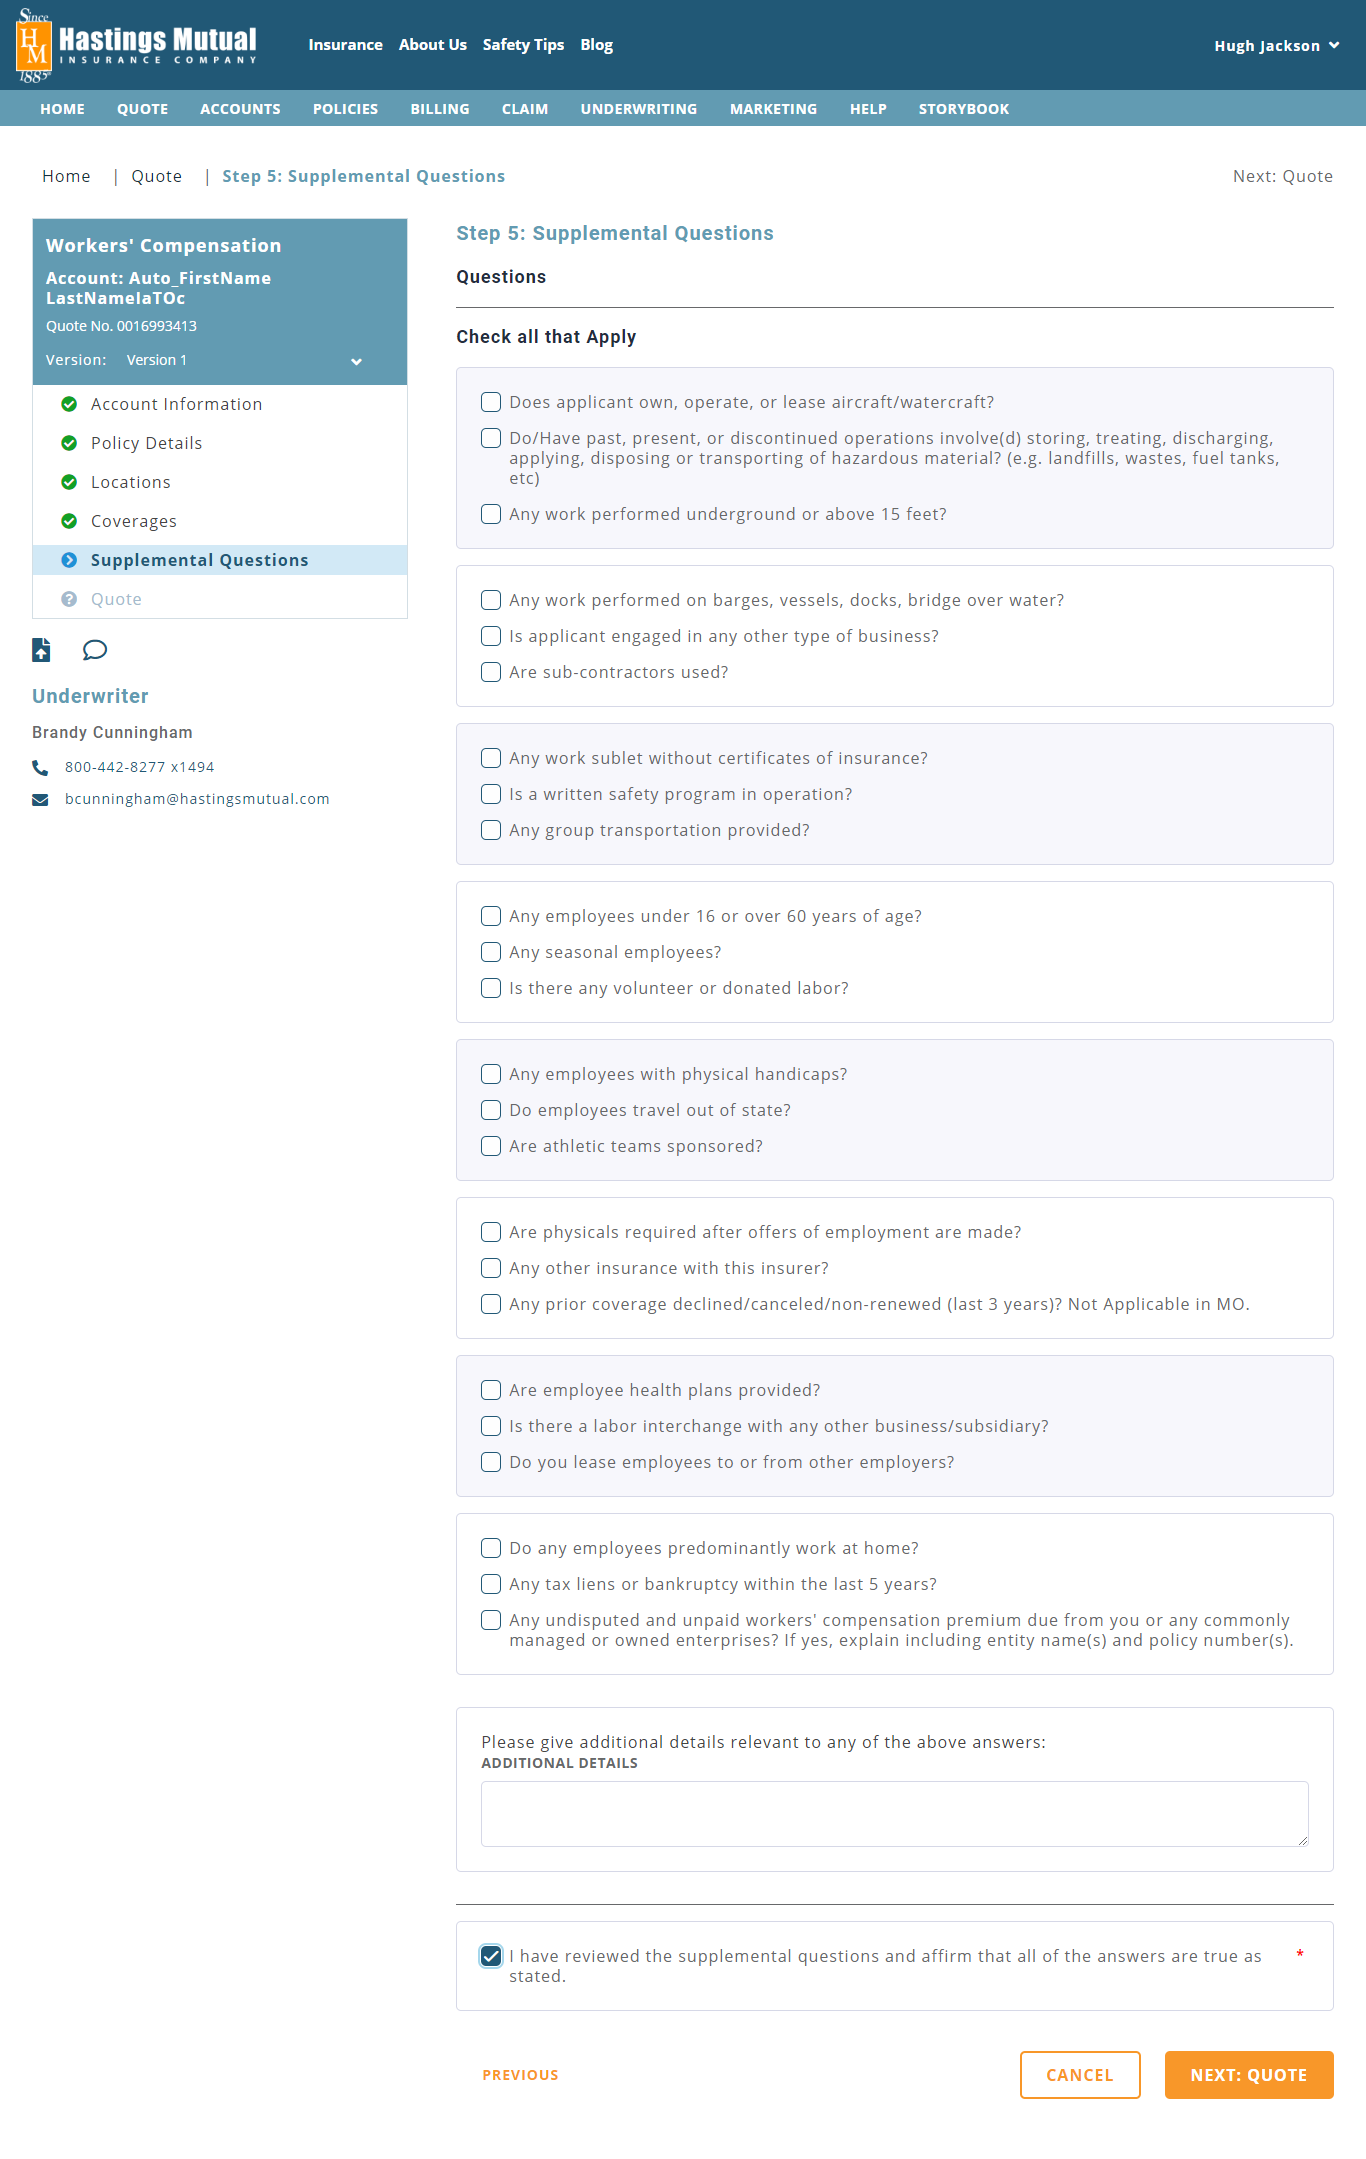 Since
HM
1885
Hastings Mutual
INSURANCE COMPANY
Insurance About Us Safety Tips Blog
Hugh Jackson
HOME QUOTE ACCOUNTS POLICIES BILLING CLAIM UNDERWRITING MARKETING HELP STORYBOOK
Home | Quote | Step 5: Supplemental Questions
Next: Quote
Workers' Compensation
Account: Auto_FirstName
LastNameIaTOc
Quote No. 0016993413
Version: Version 1
Account Information
Policy Details
Locations
Coverages
Supplemental Questions
Quote
Underwriter
Brandy Cunningham
800-442-8277 x1494
bcunningham@hastingsmutual.com
Step 5: Supplemental Questions
Questions
Check all that Apply
Does applicant own, operate, or lease aircraft/watercraft?
Do/Have past, present, or discontinued operations involve(d) storing, treating, discharging,
applying, disposing or transporting of hazardous material? (e.g. landfills, wastes, fuel tanks,
etc)
Any work performed underground or above 15 feet?
Any work performed on barges, vessels, docks, bridge over water?
Is applicant engaged in any other type of business?
Are sub-contractors used?
Any work sublet without certificates of insurance?
Is a written safety program in operation?
Any group transportation provided?
Any employees under 16 or over 60 years of age?
Any seasonal employees?
Is there any volunteer or donated labor?
Any employees with physical handicaps?
Do employees travel out of state?
Are athletic teams sponsored?
Are physicals required after offers of employment are made?
Any other insurance with this insurer?
Any prior coverage declined/canceled/non-renewed (last 3 years)? Not Applicable in MO.
Are employee health plans provided?
Is there a labor interchange with any other business/subsidiary?
Do you lease employees to or from other employers?
Do any employees predominantly work at home?
Any tax liens or bankruptcy within the last 5 years?
Any undisputed and unpaid workers' compensation premium due from you or any commonly
managed or owned enterprises? If yes, explain including entity name(s) and policy number(s).
Please give additional details relevant to any of the above answers:
ADDITIONAL DETAILS
I have reviewed the supplemental questions and affirm that all of the answers are true as *
stated.
PREVIOUS
CANCEL
NEXT: QUOTE